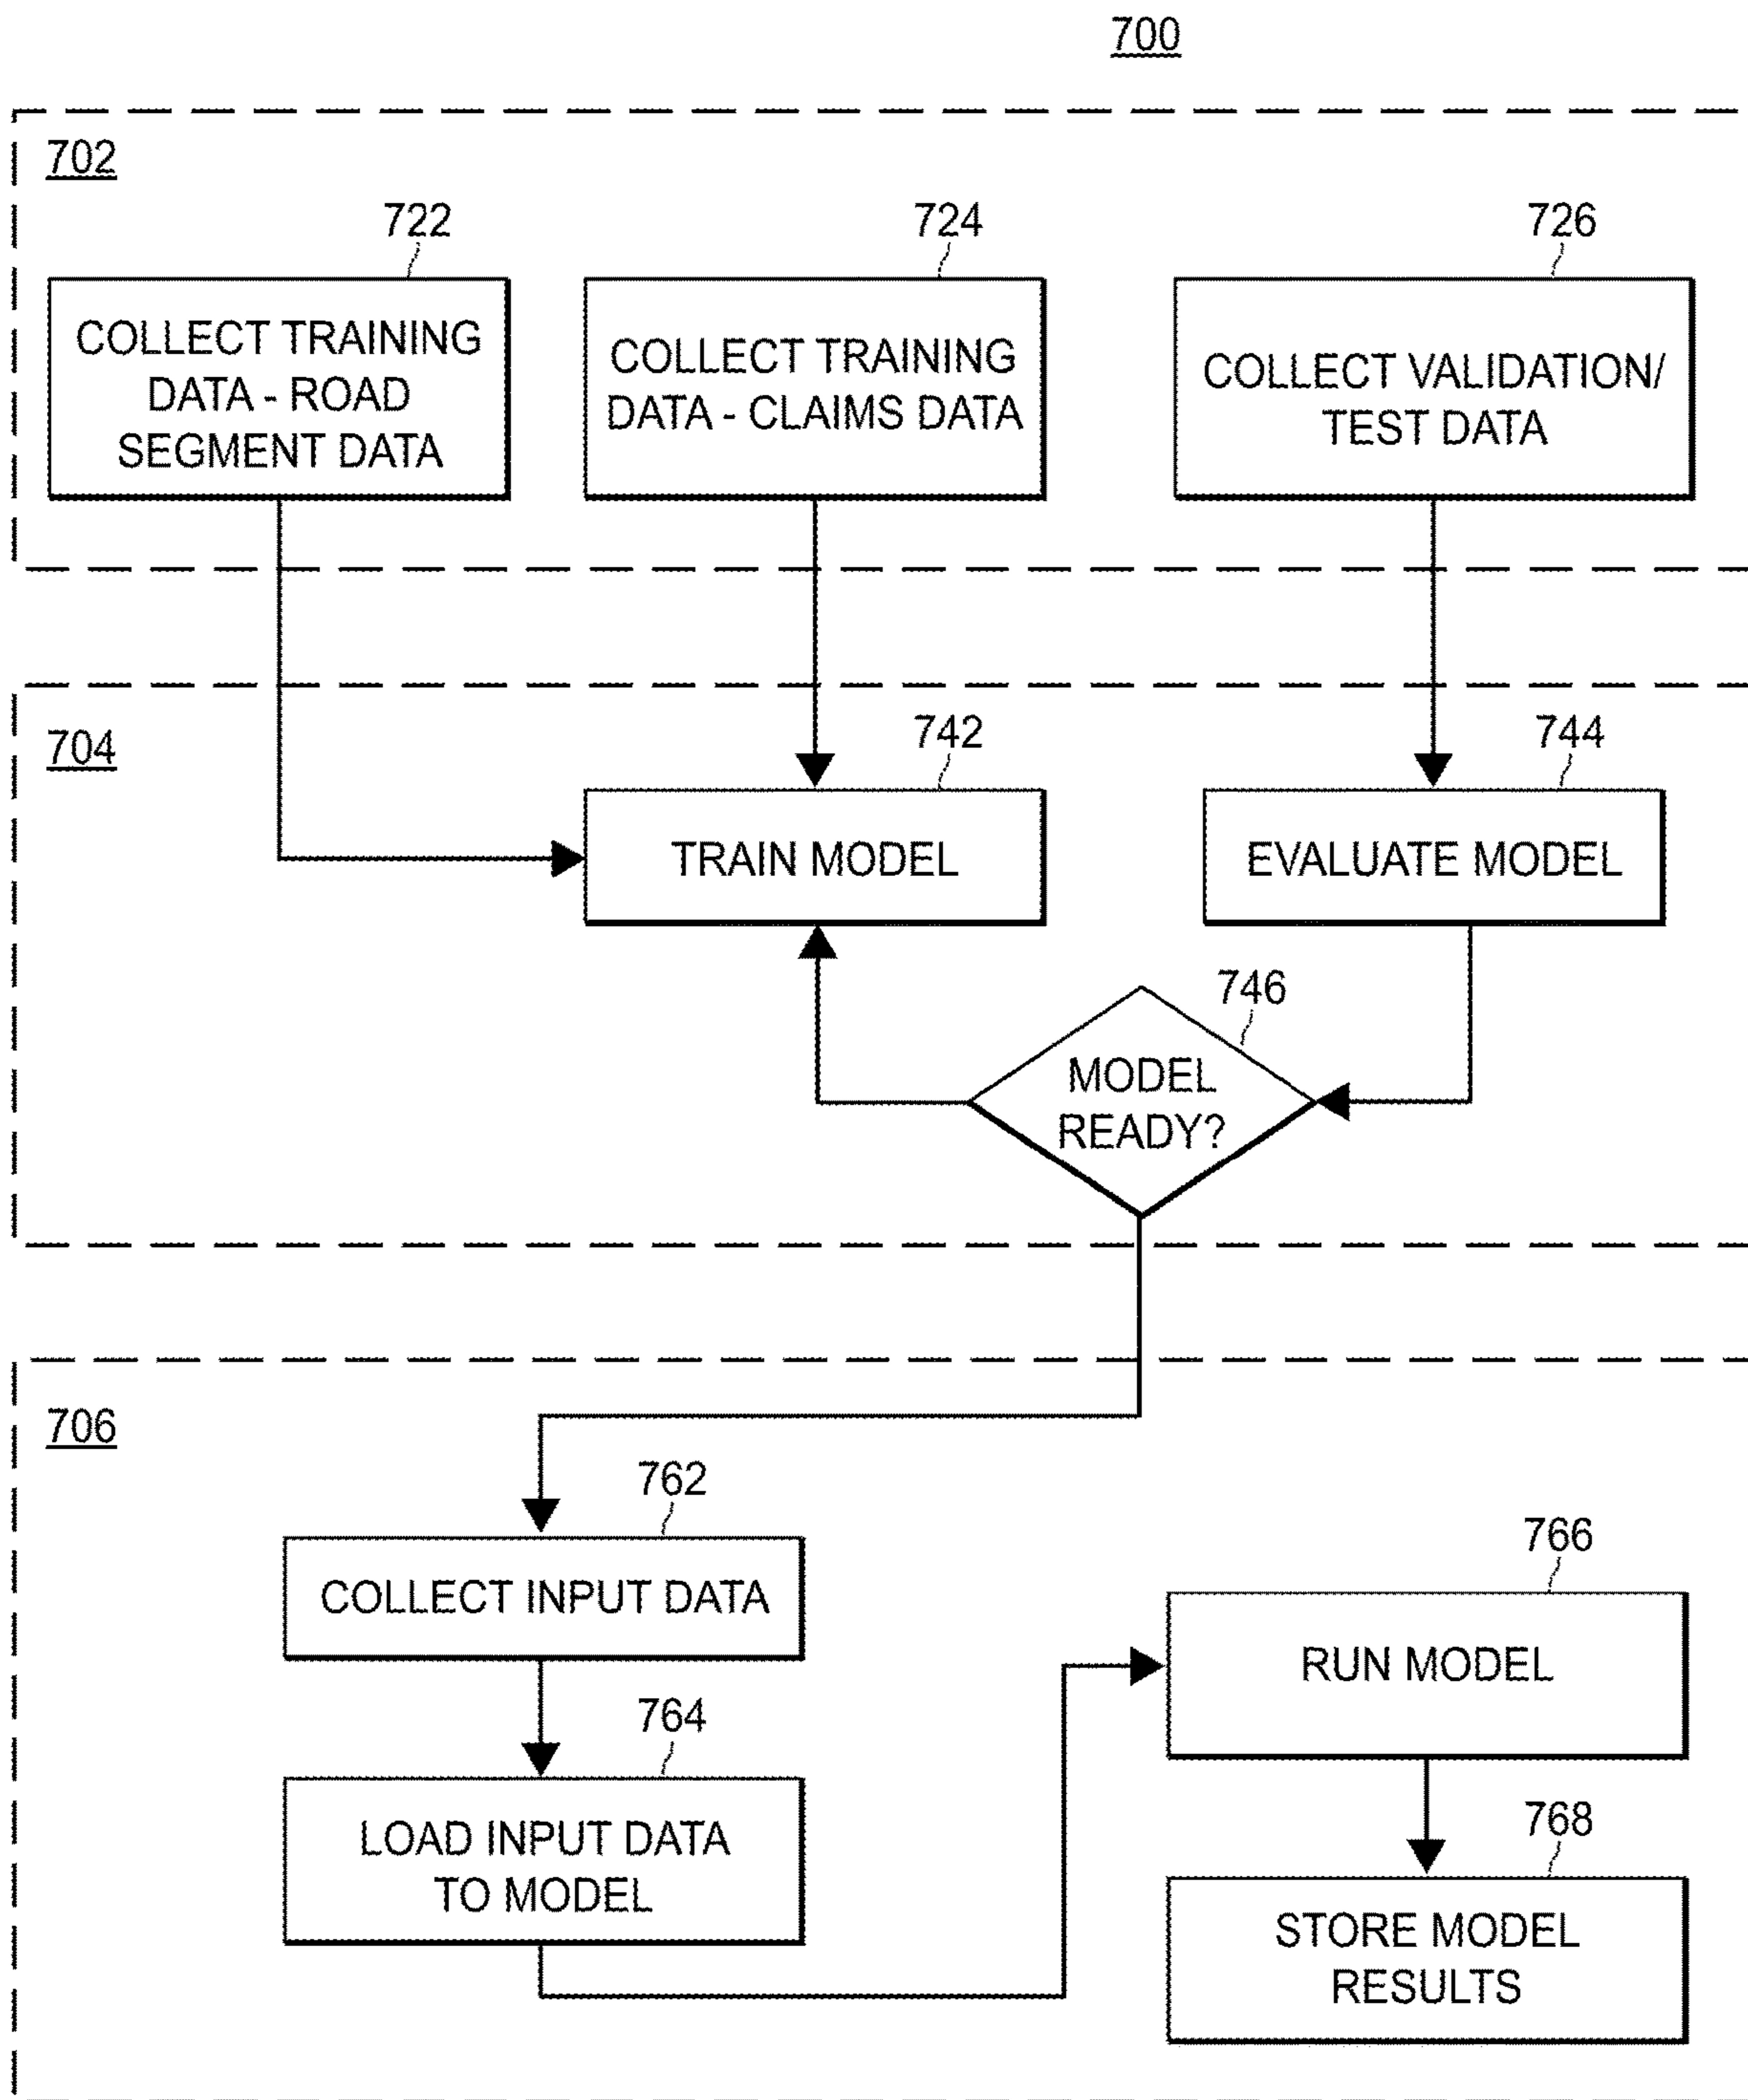 700
702
722
COLLECT TRAINING
DATA - ROAD
SEGMENT DATA
724
COLLECT TRAINING
DATA - CLAIMS DATA
726
COLLECT VALIDATION/
TEST DATA
704
742
TRAIN MODEL
744
EVALUATE MODEL
746
MODEL
READY?
706
762
COLLECT INPUT DATA
764
LOAD INPUT DATA
TO MODEL
766
RUN MODEL
768
STORE MODEL
RESULTS